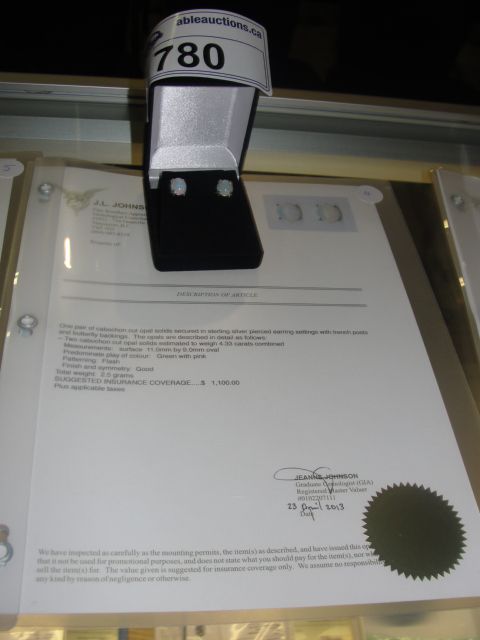 ableauctions.ca
780
J.L. JOHNS
DESCRIPTION OF ARTICLE
One pair of cabochon cut opal solids secured in sterling silver pierced earring settings with trench posts
and butterfly backings. The opals are described in detail as follows:
~ Two cabochon cut opal solids estimated to weigh 4.33 carats combined
Measurements: surface 11.0mm by 9.0mm oval
Predominate play of colour: Green with pink
Patterning: Flash
Finish and symmetry: Good
Total weight: 2.5 grams
SUGGESTED INSURANCE COVERAGE....$ 1,100.00
Plus applicable taxes
JEANNE JOHNSON
Graduate Gemologist (GIA)
Registered Master Valuer
23 April 2013
Date
We have inspected as carefully as the mounting permits, the item(s) as described, and have issued this
that it not be used for promotional purposes, and does not state what you should pay for the item(s), nor
sell the item(s) for. The value given is suggested for insurance coverage only. We assume no responsibility
any kind by reason of negligence or otherwise.